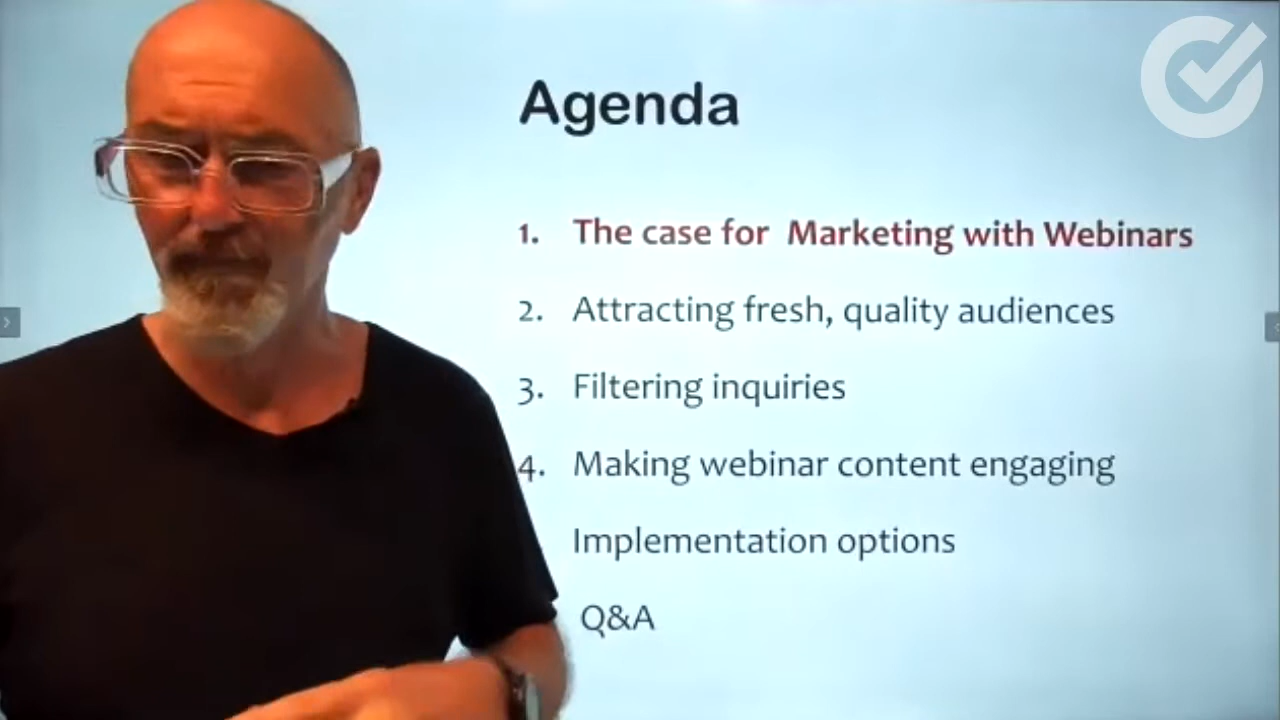 Agenda
1. The case for Marketing with Webinars
2. Attracting fresh, quality audiences
3. Filtering inquiries
4. Making webinar content engaging
Implementation options
Q&A